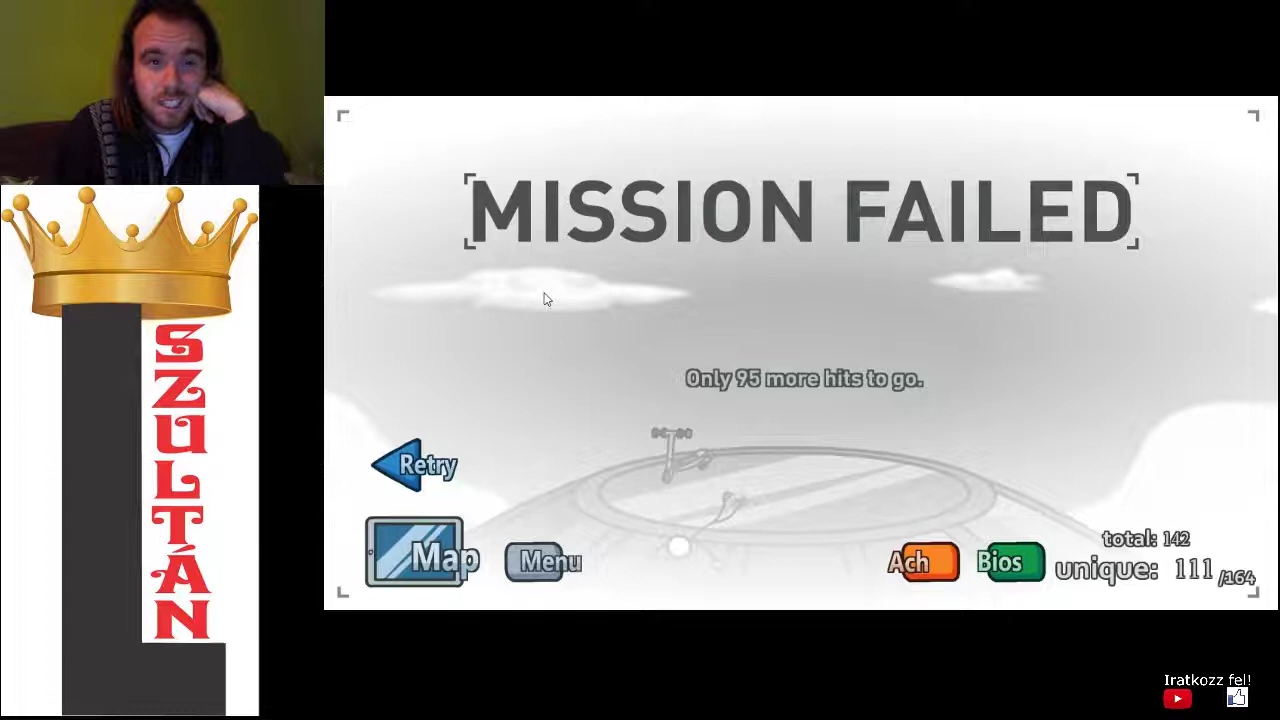 L
SZULTÁN
MISSION FAILED
Only 95 more hits to go.
Retry
Map
Menu
Ach
Bios
total: 142
unique: 111 /164
Iratkozz fel!